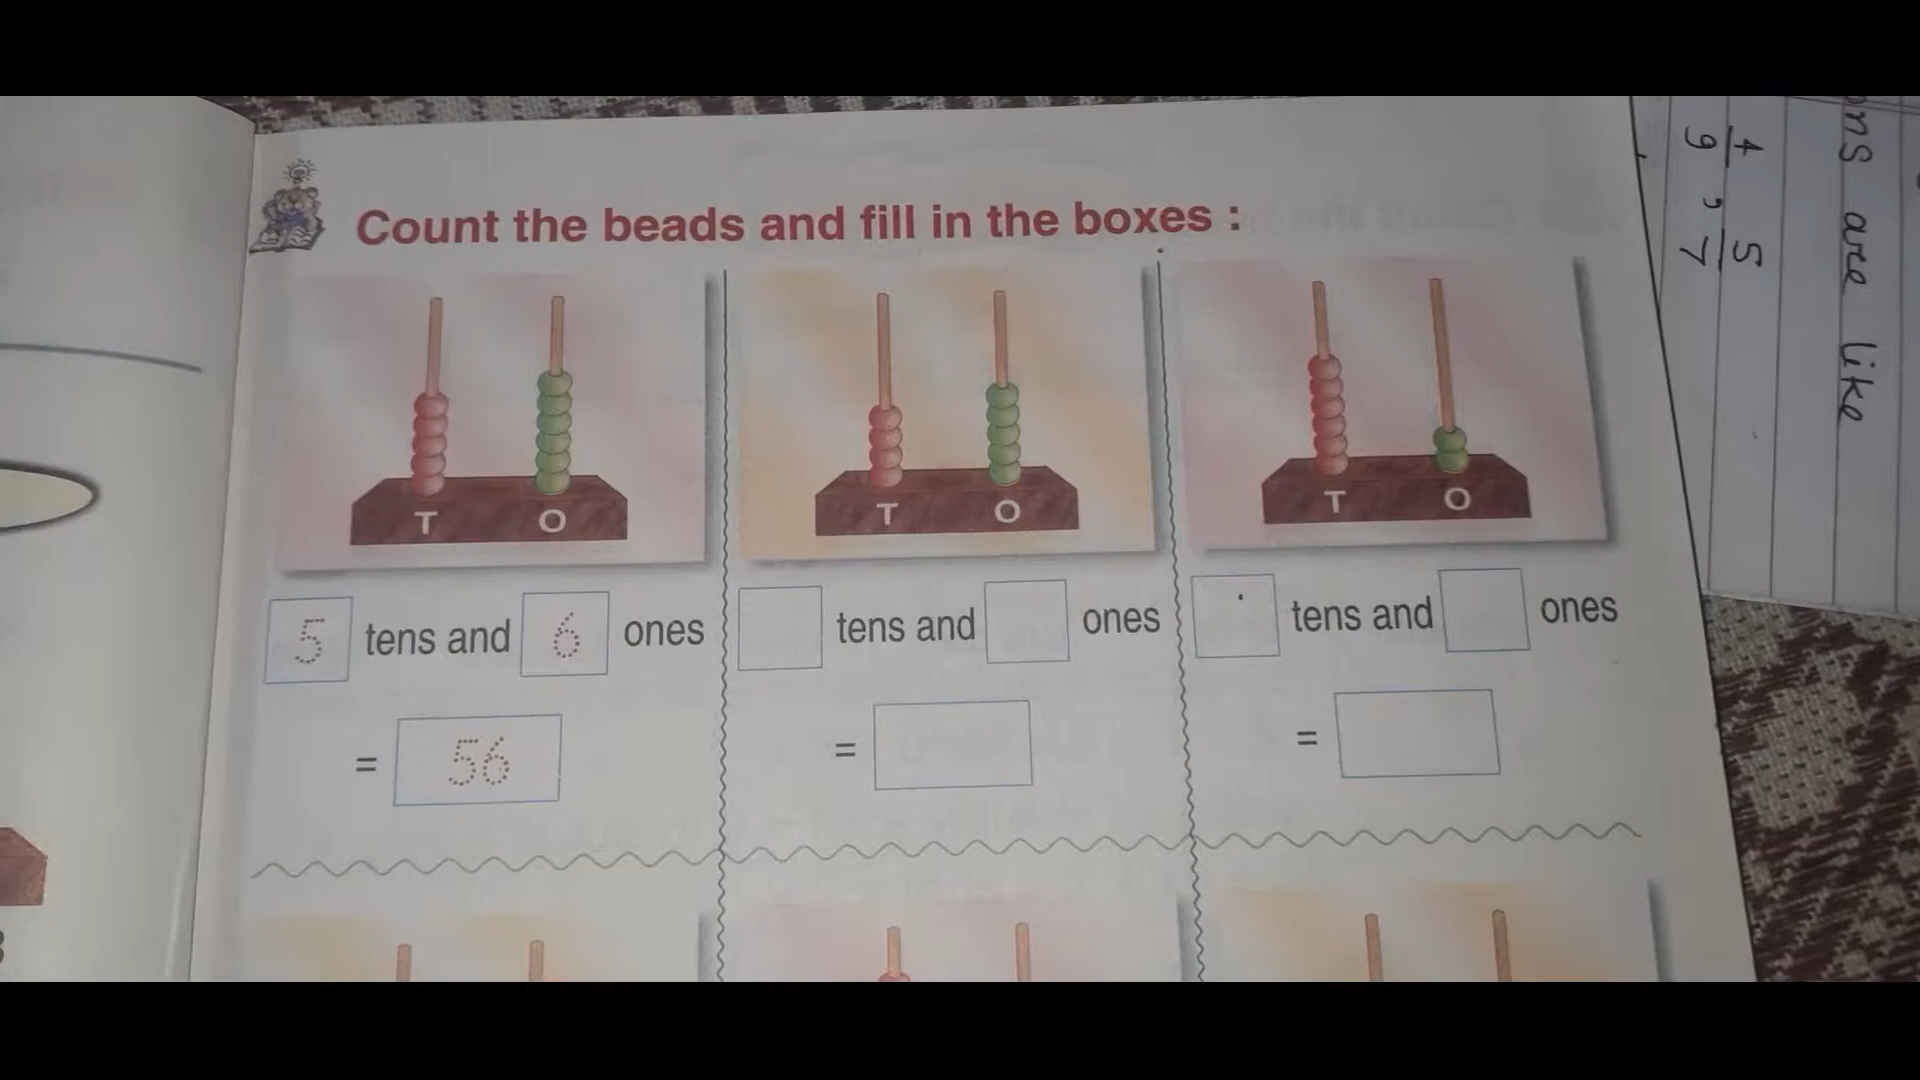 Count the beads and fill in the boxes :
T O
T O
T O
5 tens and 6 ones
tens and ones
tens and ones
= 56
=
=
ns are like
4/9 , 5/7